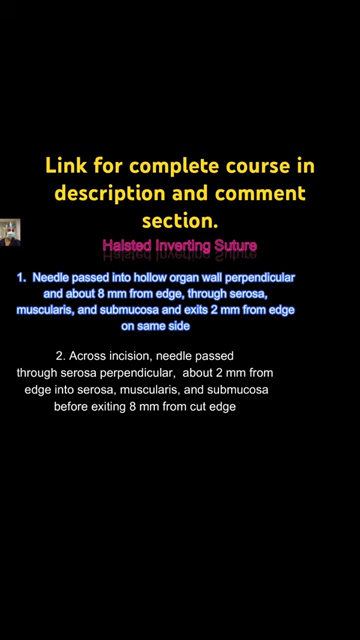 Link for complete course in
description and comment
section.
Halsted Inverting Suture
1. Needle passed into hollow organ wall perpendicular
and about 8 mm from edge, through serosa,
muscularis, and submucosa and exits 2 mm from edge
on same side
2. Across incision, needle passed
through serosa perpendicular, about 2 mm from
edge into serosa, muscularis, and submucosa
before exiting 8 mm from cut edge